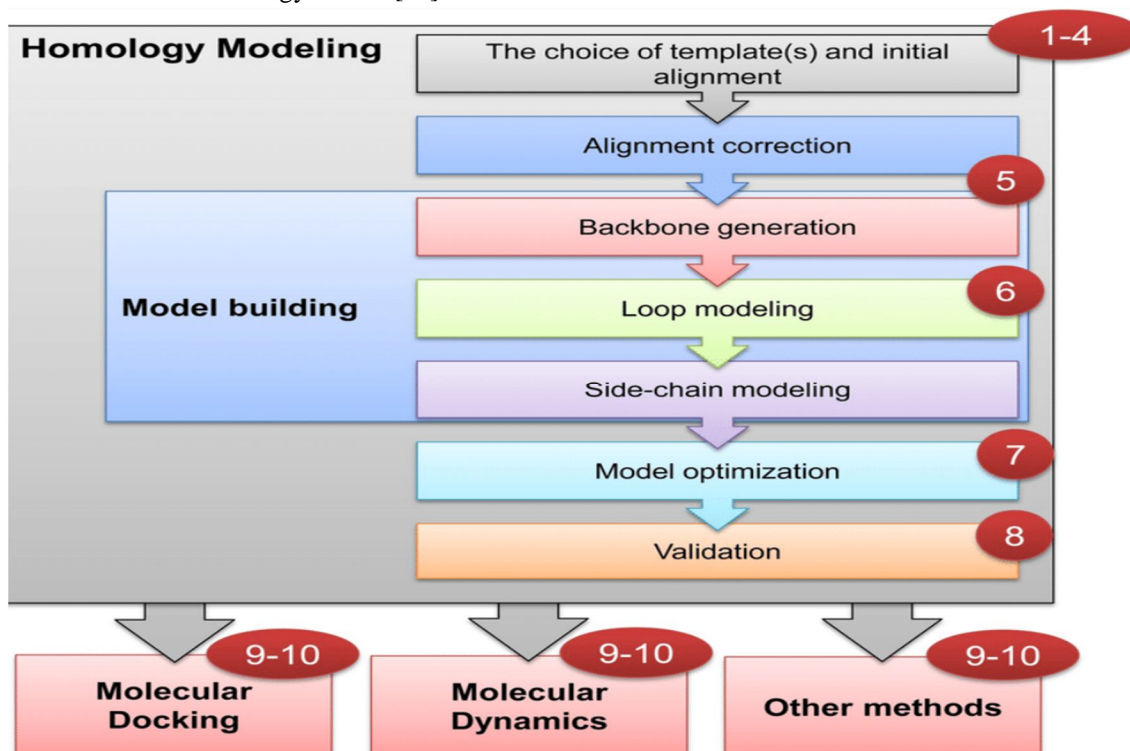 Homology Modeling
The choice of template(s) and initial
alignment
1-4
Alignment correction
5
Backbone generation
Model building
Loop modeling
6
Side-chain modeling
Model optimization
7
Validation
8
Molecular
Docking
9-10
Molecular
Dynamics
9-10
Other methods
9-10